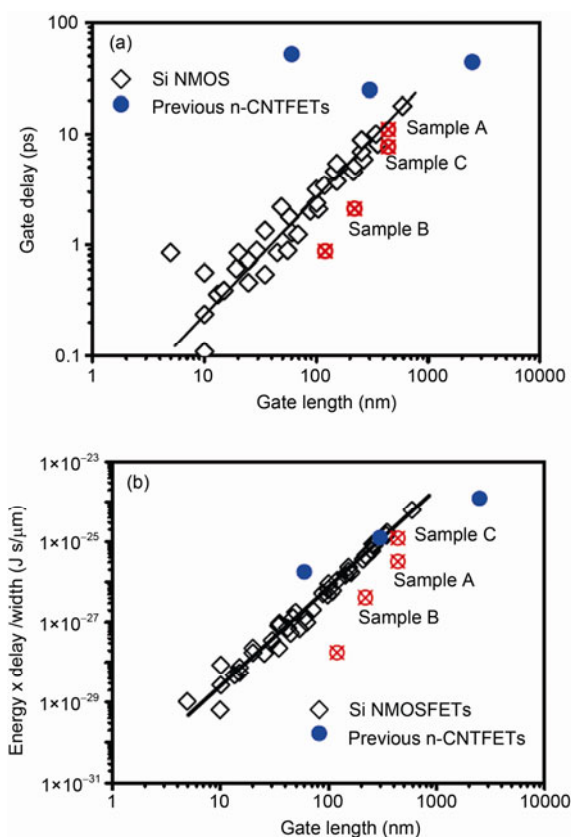 (a)
Si NMOS
Previous n-CNTFETs
Sample A
Sample C
Sample B
Gate delay (ps)
100
10
1
0.1
1 10 100 1000 10000
Gate length (nm)
(b)
Sample C
Sample A
Sample B
Si NMOSFETs
Previous n-CNTFETs
Energy x delay /width (J s/μm)
1×10⁻²³
1×10⁻²⁵
1×10⁻²⁷
1×10⁻²⁹
1×10⁻³¹
1 10 100 1000 10000
Gate length (nm)